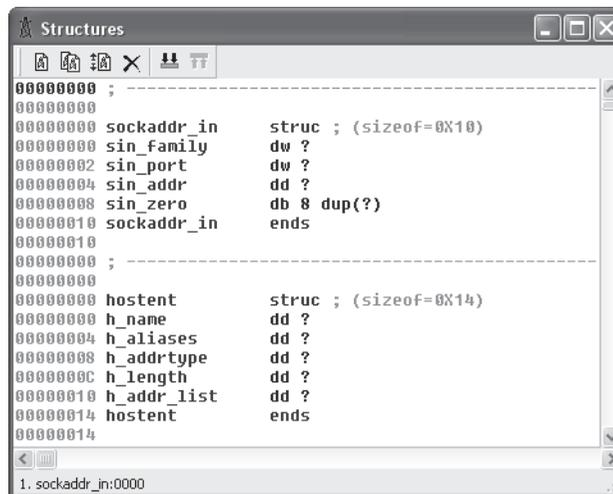 Structures
00000000 ; ------------------------------------------------
00000000
00000000 sockaddr_in struc ; (sizeof=0X10)
00000000 sin_family dw ?
00000002 sin_port dw ?
00000004 sin_addr dd ?
00000008 sin_zero db 8 dup(?)
00000010 sockaddr_in ends
00000010
00000000 ; ------------------------------------------------
00000000
00000000 hostent struc ; (sizeof=0X14)
00000000 h_name dd ?
00000004 h_aliases dd ?
00000008 h_addrtype dd ?
0000000C h_length dd ?
00000010 h_addr_list dd ?
00000014 hostent ends
00000014
1. sockaddr_in:0000